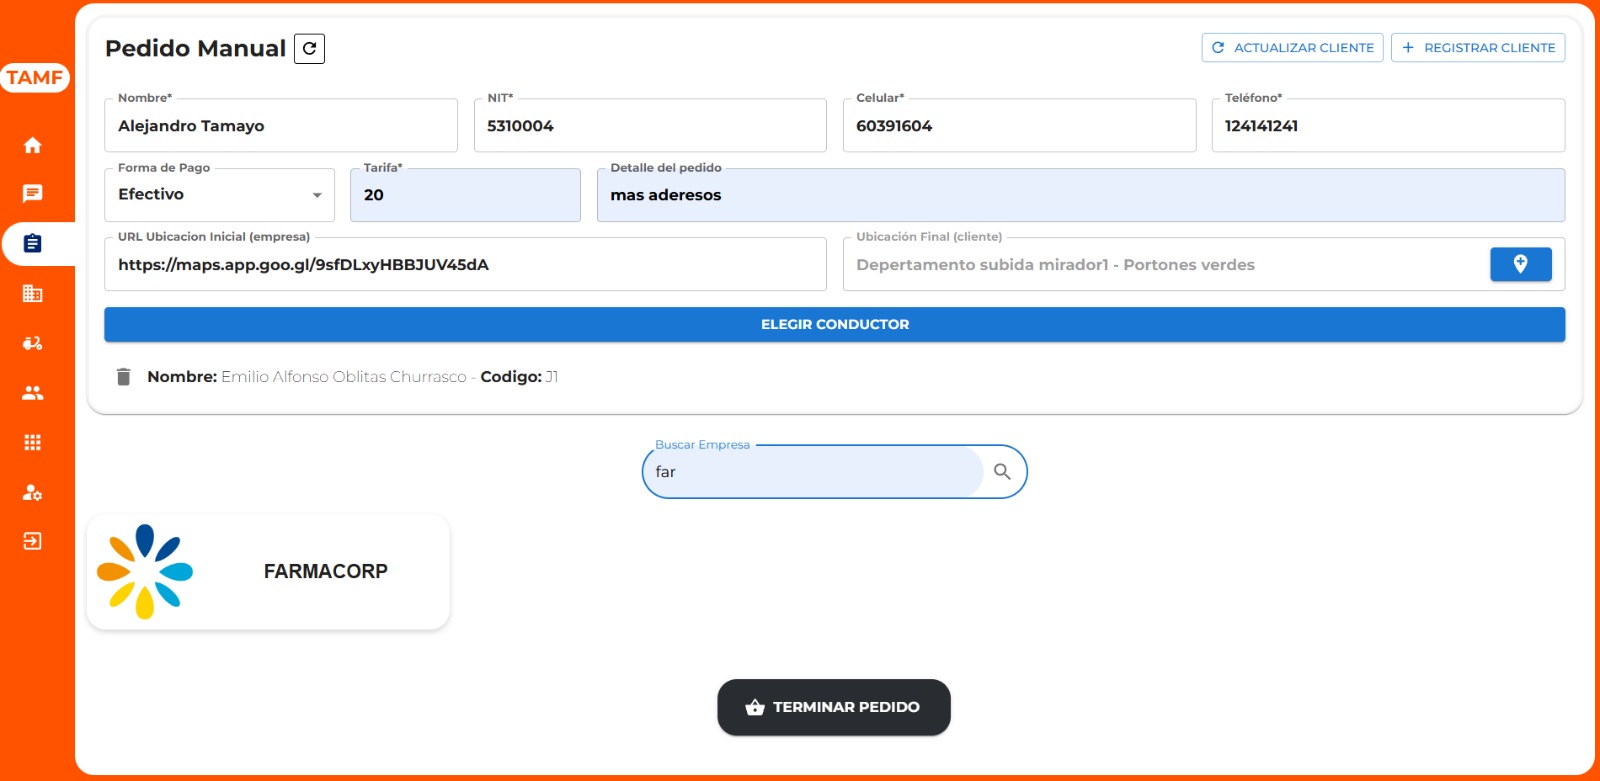 TAMF
Pedido Manual
ACTUALIZAR CLIENTE
REGISTRAR CLIENTE
Nombre*
Alejandro Tamayo
NIT*
5310004
Celular*
60391604
Teléfono*
124141241
Forma de Pago
Efectivo
Tarifa*
20
Detalle del pedido
mas aderesos
URL Ubicacion Inicial (empresa)
https://maps.app.goo.gl/9sfDLxyHBBJUV45dA
Ubicación Final (cliente)
Depertamento subida mirador1 - Portones verdes
ELEGIR CONDUCTOR
Nombre: Emilio Alfonso Oblitas Churrasco - Codigo: J1
Buscar Empresa
far
FARMACORP
TERMINAR PEDIDO